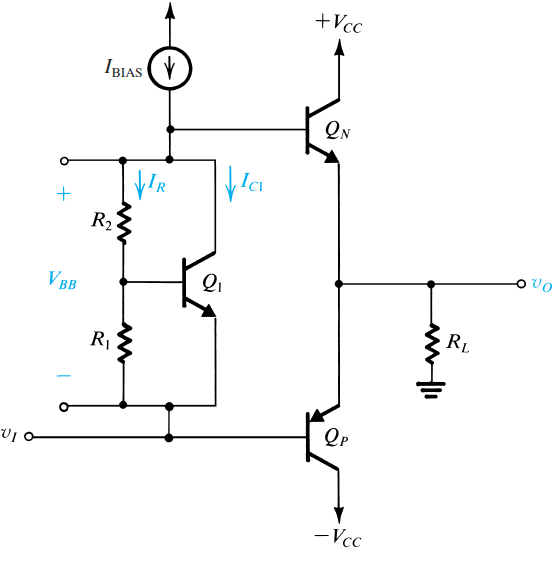 +V_CC
I_BIAS
Q_N
+
I_R
I_C1
R_2
V_BB
Q_1
v_O
R_1
R_L
−
v_I
Q_P
−V_CC